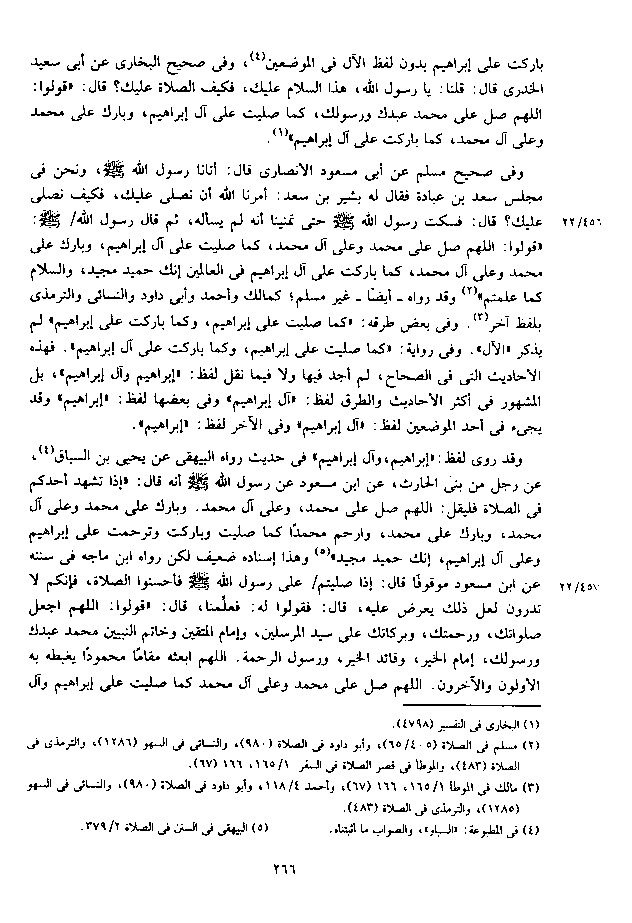 باركت على إبراهيم بدون لفظ الآل فى الموضعين(٤)، وفى صحيح البخارى عن أبى سعيد
الخدرى قال: قلنا: يا رسول الله، هذا السلام عليك، فكيف الصلاة عليك؟ قال: «قولوا:
اللهم صل على محمد عبدك ورسولك، كما صليت على آل إبراهيم، وبارك على محمد
وعلى آل محمد، كما باركت على آل إبراهيم»(١).
وفى صحيح مسلم عن أبى مسعود الأنصارى قال: أتانا رسول الله ﷺ، ونحن فى
مجلس سعد بن عبادة فقال له بشير بن سعد: أمرنا الله أن نصلى عليك، فكيف نصلى
٢٢/٤٥٦ عليك؟ قال: فسكت رسول الله ﷺ حتى تمنينا أنه لم يسأله، ثم قال رسول الله/ ﷺ:
«قولوا: اللهم صل على محمد وعلى آل محمد، كما صليت على آل إبراهيم، وبارك على
محمد وعلى آل محمد، كما باركت على آل إبراهيم فى العالمين إنك حميد مجيد، والسلام
كما علمتم»(٢) وقد رواه ـ أيضًا ـ غير مسلم؛ كمالك وأحمد وأبى داود والنسائى والترمذى
بلفظ آخر(٣). وفى بعض طرقه: «كما صليت على إبراهيم، وكما باركت على إبراهيم» لم
يذكر «الآل». وفى رواية: «كما صليت على إبراهيم، وكما باركت على آل إبراهيم». فهذه
الأحاديث التى فى الصحاح، لم أجد فيها ولا فيما نقل لفظ: «إبراهيم وآل إبراهيم»، بل
المشهور فى أكثر الأحاديث والطرق لفظ: «آل إبراهيم» وفى بعضها لفظ: «إبراهيم» وقد
يجىء فى أحد الموضعين لفظ: «آل إبراهيم» وفى الآخر لفظ: «إبراهيم».
وقد روى لفظ: «إبراهيم، وآل إبراهيم» فى حديث رواه البيهقى عن يحيى بن السباق(٤)،
عن رجل من بنى الحارث، عن ابن مسعود عن رسول الله ﷺ أنه قال: «إذا تشهد أحدكم
فى الصلاة فليقل: اللهم صل على محمد، وعلى آل محمد. وبارك على محمد وعلى آل
محمد، وبارك على محمد، وارحم محمدًا كما صليت وباركت وترحمت على إبراهيم
وعلى آل إبراهيم، إنك حميد مجيد»(٥) وهذا إسناده ضعيف لكن رواه ابن ماجه فى سننه
٢٢/٤٥٧ عن ابن مسعود موقوفًا قال: إذا صليتم/ على رسول الله ﷺ فأحسنوا الصلاة، فإنكم لا
تدرون لعل ذلك يعرض عليه، قال: فقولوا له: فعلِّمنا، قال: «قولوا: اللهم اجعل
صلواتك، ورحمتك، وبركاتك على سيد المرسلين، وإمام المتقين وخاتم النبيين محمد عبدك
ورسولك، إمام الخير، وقائد الخير، ورسول الرحمة. اللهم ابعثه مقامًا محمودًا يغبطه به
الأولون والآخرون. اللهم صل على محمد وعلى آل محمد كما صليت على إبراهيم وآل
(١) البخارى فى التفسير (٤٧٩٨).
(٢) مسلم فى الصلاة (٤٠٥/ ٦٥)، وأبو داود فى الصلاة (٩٨٠)، والنسائى فى السهو (١٢٨٦)، والترمذى فى
الصلاة (٤٨٣)، والموطأ فى قصر الصلاة فى السفر ١/ ١٦٥، ١٦٦ (٦٧).
(٣) مالك فى الموطأ ١/ ١٦٥، ١٦٦ (٦٧)، وأحمد ٤/ ١١٨، وأبو داود فى الصلاة (٩٨٠)، والنسائى فى السهو
(١٢٨٥)، والترمذى فى الصلاة (٤٨٣).
(٤) فى المطبوعة: «السباو»، والصواب ما أثبتناه. (٥) البيهقى فى السنن فى الصلاة ٢/ ٣٧٩.
٢٦٦